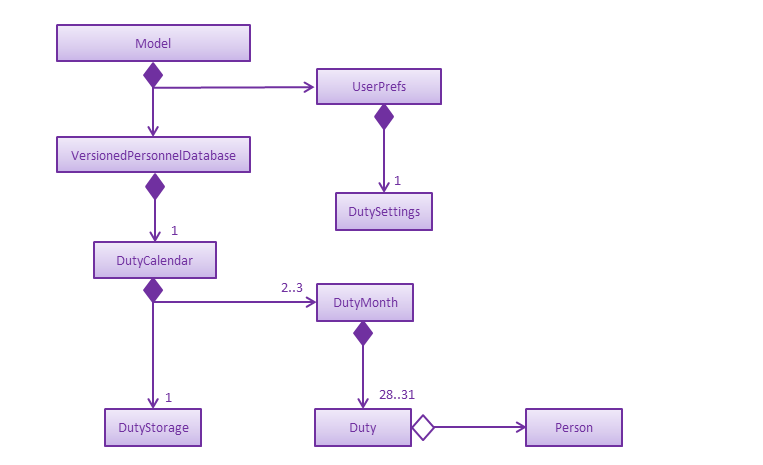 Model
UserPrefs
VersionedPersonnelDatabase
1
DutySettings
1
DutyCalendar
2..3
DutyMonth
1
28..31
DutyStorage
Duty
Person